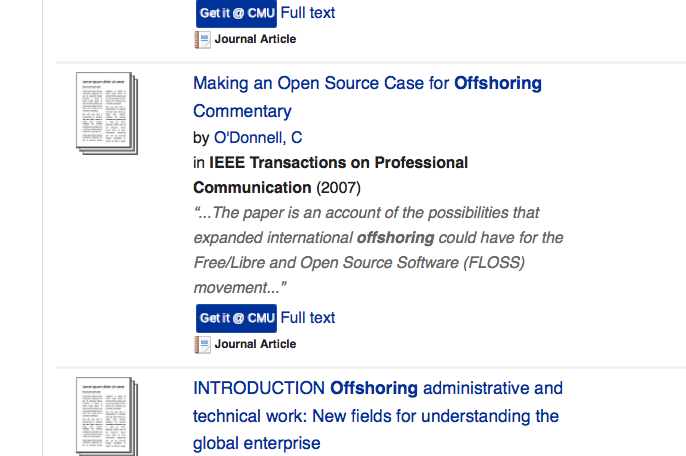 Get it @ CMU Full text
Journal Article
Making an Open Source Case for Offshoring
Commentary
by O'Donnell, C
in IEEE Transactions on Professional
Communication (2007)
“...The paper is an account of the possibilities that
expanded international offshoring could have for the
Free/Libre and Open Source Software (FLOSS)
movement...”
Get it @ CMU Full text
Journal Article
INTRODUCTION Offshoring administrative and
technical work: New fields for understanding the
global enterprise